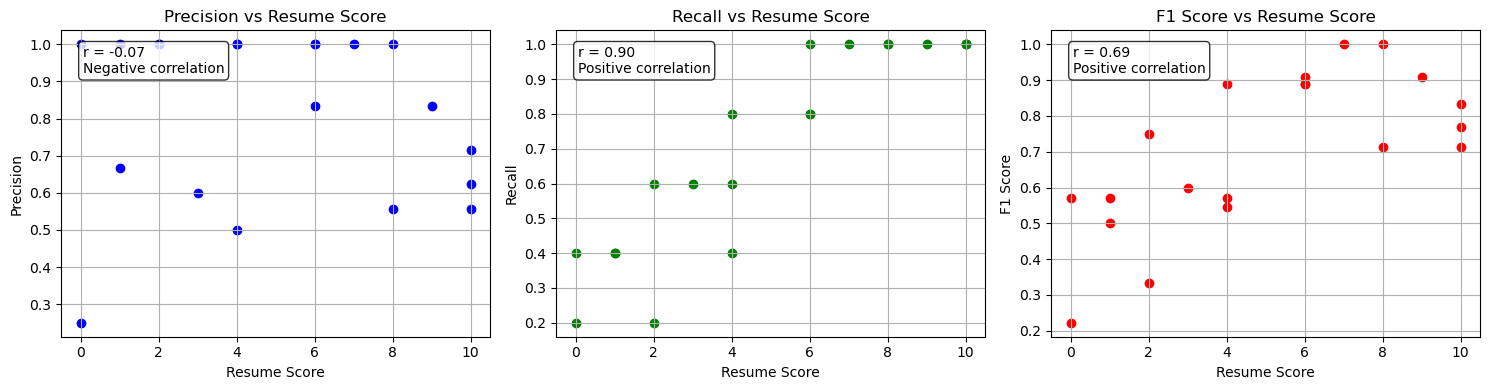 Precision vs Resume Score
1.0
0.9
0.8
0.7
0.6
0.5
0.4
0.3
Precision
r = -0.07
Negative correlation
0
2
4
6
8
10
Resume Score
Recall vs Resume Score
1.0
0.9
0.8
0.7
0.6
0.5
0.4
0.3
0.2
Recall
r = 0.90
Positive correlation
0
2
4
6
8
10
Resume Score
F1 Score vs Resume Score
1.0
0.9
0.8
0.7
0.6
0.5
0.4
0.3
0.2
F1 Score
r = 0.69
Positive correlation
0
2
4
6
8
10
Resume Score